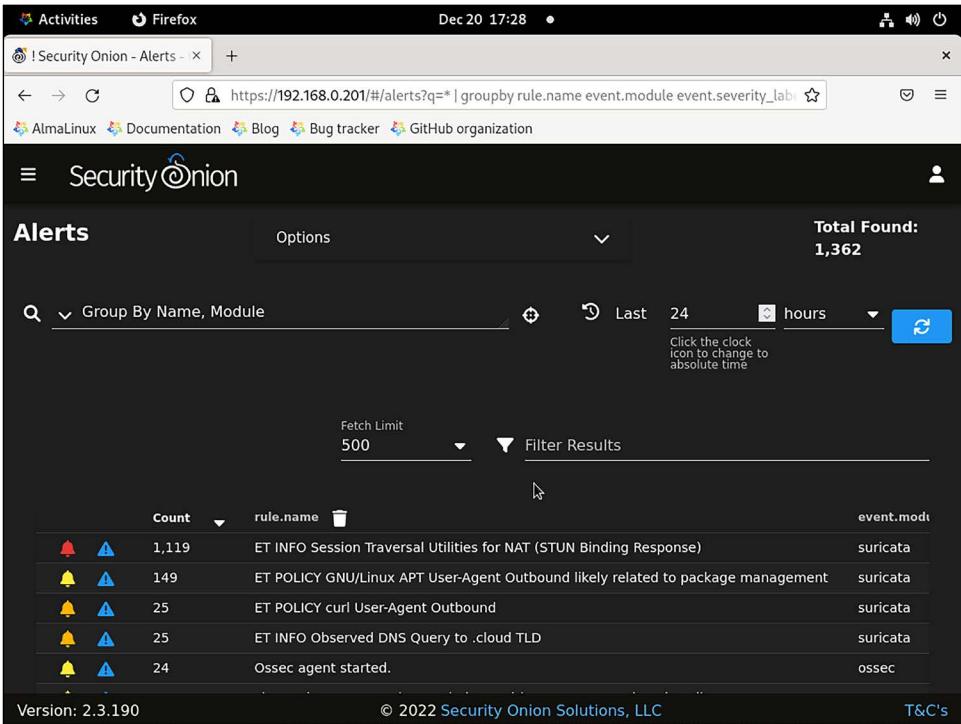 Activities Firefox Dec 20 17:28
! Security Onion - Alerts -
https://192.168.0.201/#/alerts?q=* | groupby rule.name event.module event.severity_lab
AlmaLinux Documentation Blog Bug tracker GitHub organization
Security Onion
Alerts Options Total Found:
1,362
Group By Name, Module Last 24 hours
Click the clock
icon to change to
absolute time
Fetch Limit
500 Filter Results
Count rule.name event.modu
1,119 ET INFO Session Traversal Utilities for NAT (STUN Binding Response) suricata
149 ET POLICY GNU/Linux APT User-Agent Outbound likely related to package management suricata
25 ET POLICY curl User-Agent Outbound suricata
25 ET INFO Observed DNS Query to .cloud TLD suricata
24 Ossec agent started. ossec
Version: 2.3.190 © 2022 Security Onion Solutions, LLC T&C's